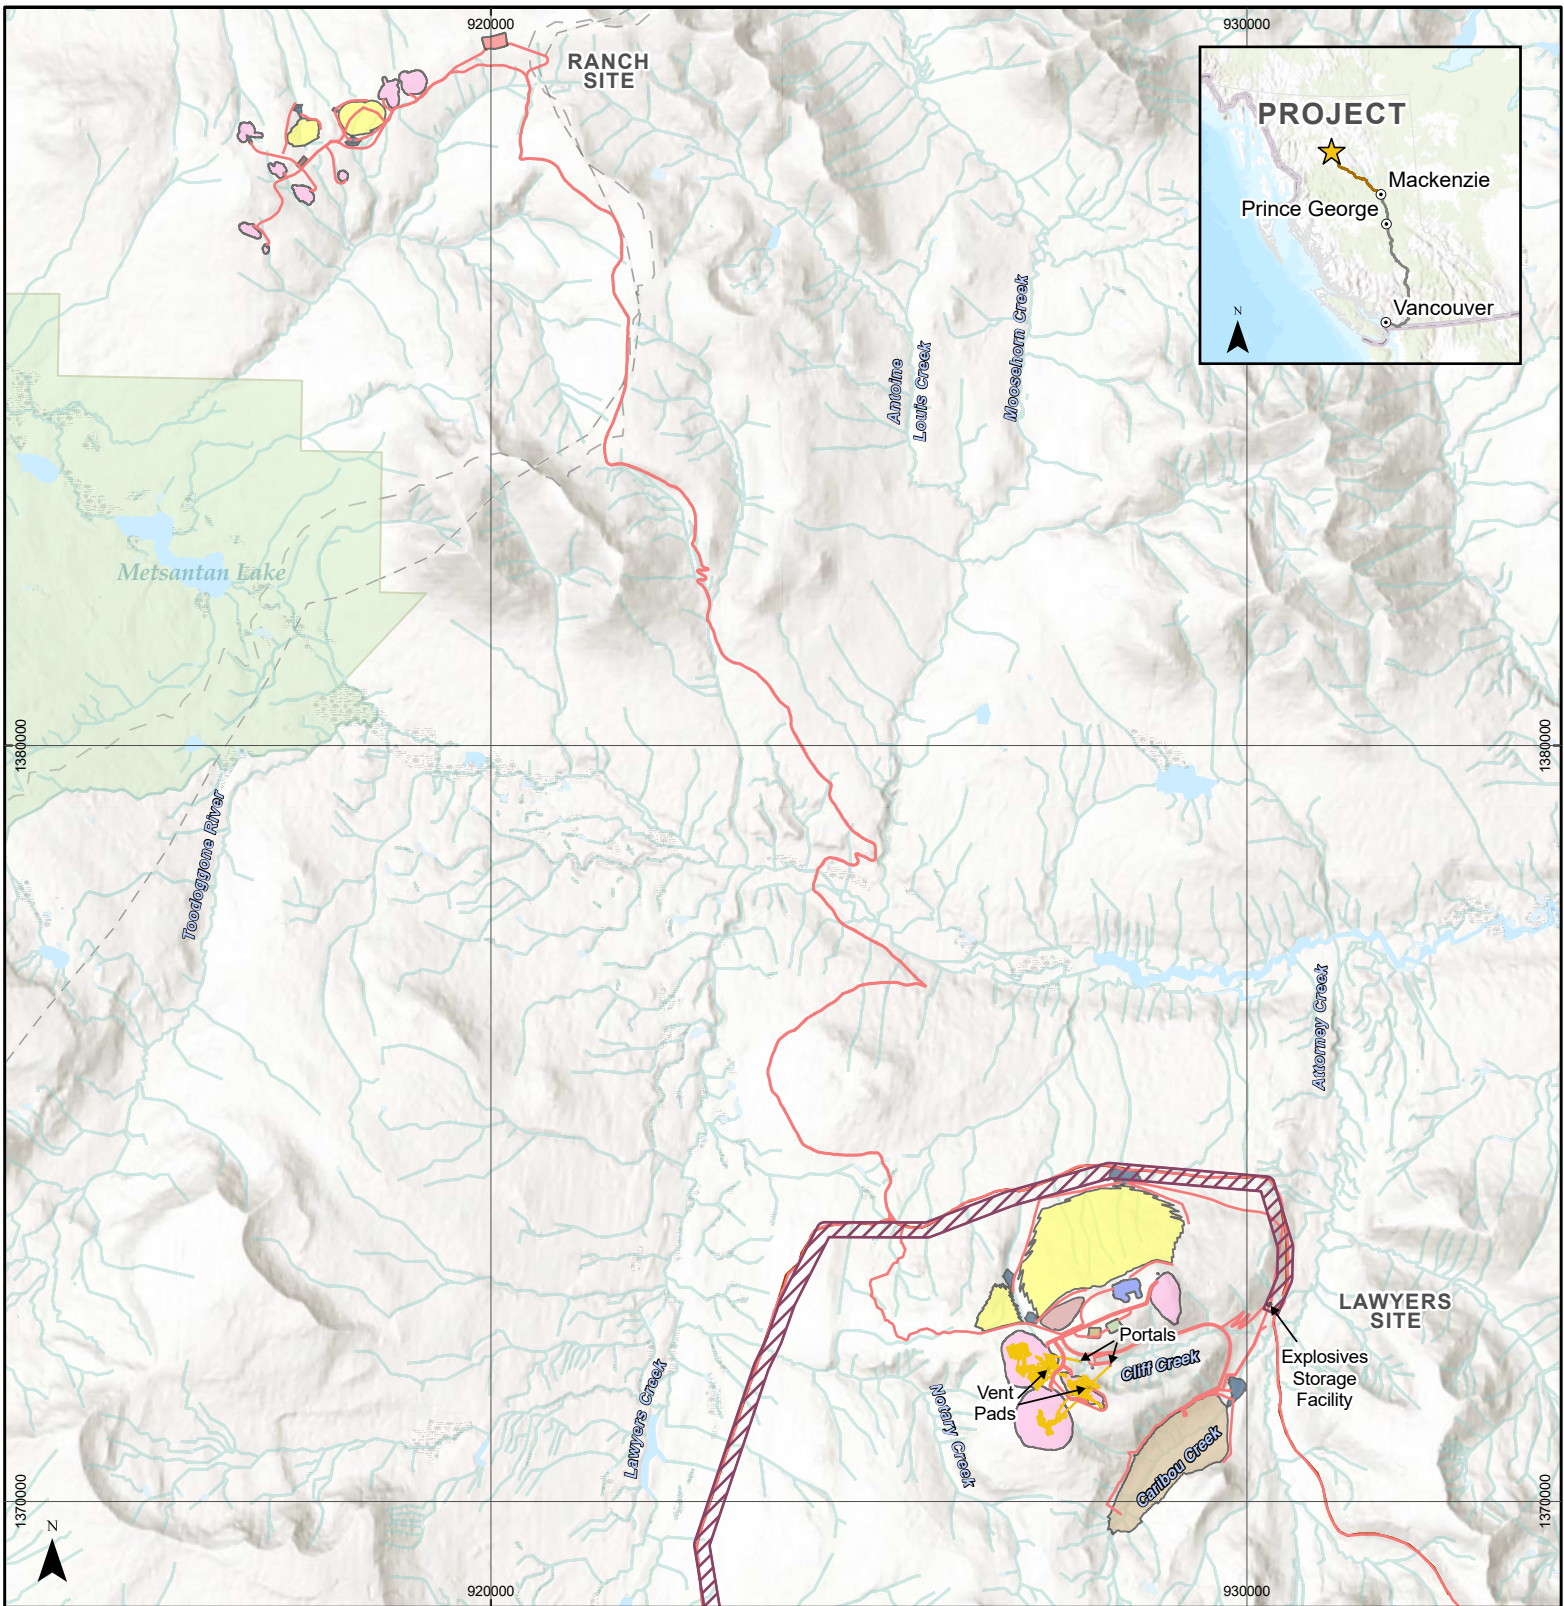 920000
930000
RANCH
SITE
N
PROJECT
Mackenzie
Prince George
Vancouver
N
Antoine
Louis Creek
Moosehorn Creek
Metsantan Lake
1380000
1380000
Toodoggone River
Attorney Creek
LAWYERS
SITE
Portals
Cliff Creek
Explosives
Storage
Facility
Vent
Pads
Notary Creek
Lawyers Creek
Caribou Creek
1370000
1370000
N
920000
930000